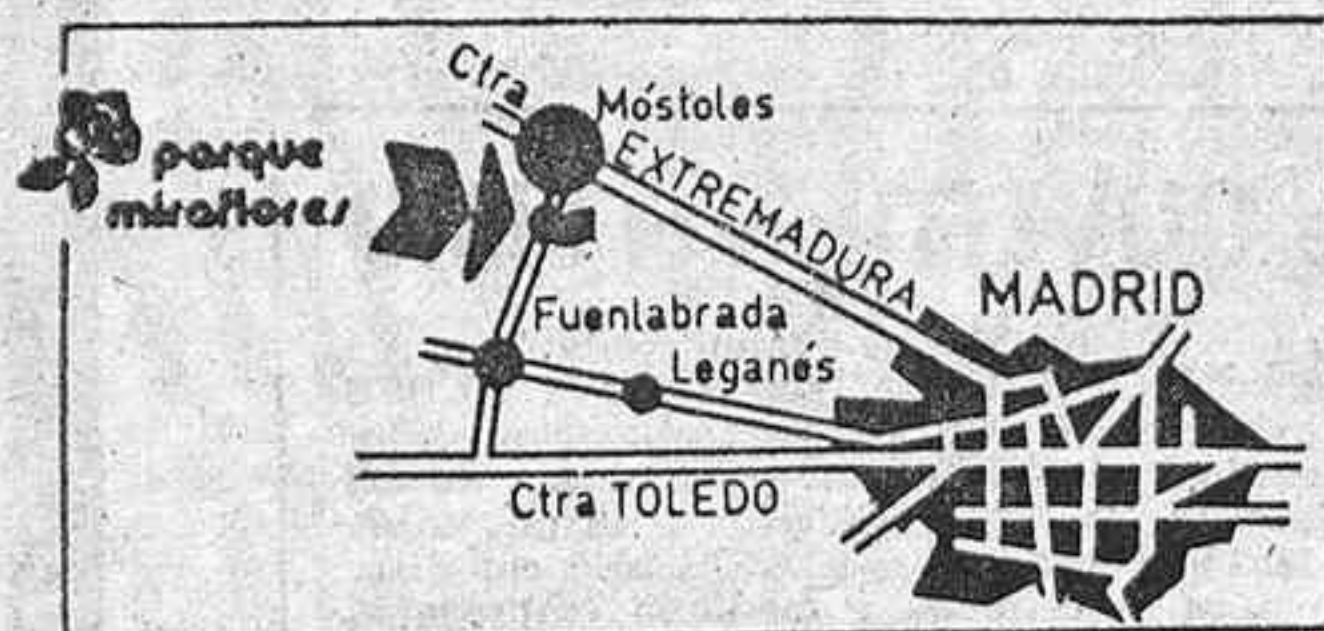 parque
miraflores
Ctra
Móstoles
EXTREMADURA
MADRID
Fuenlabrada
Leganés
Ctra TOLEDO